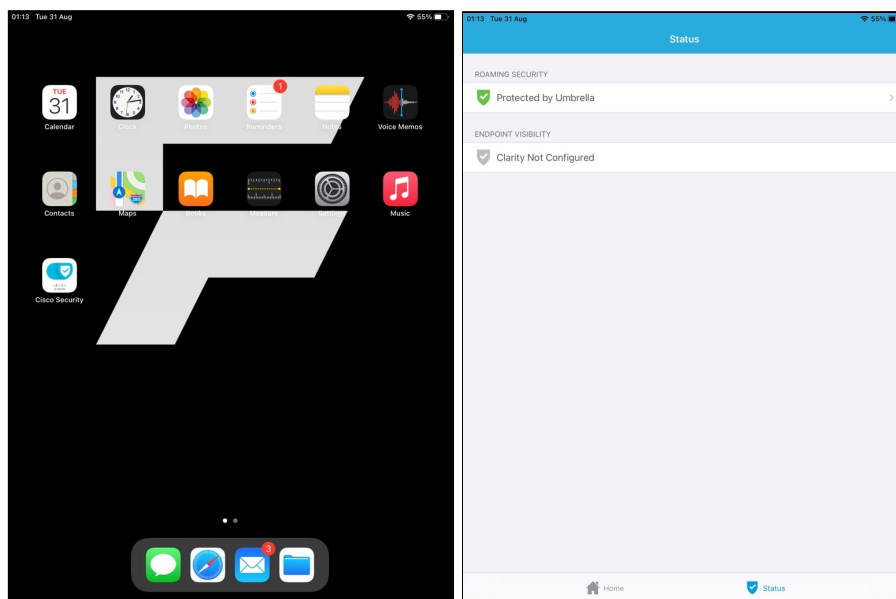 01:13 Tue 31 Aug
55%
TUE
31
1
Calendar
Clock
Photos
Reminders
Notes
Voice Memos
Contacts
Maps
Books
Measure
Settings
Music
Cisco Security
3
01:13 Tue 31 Aug
55%
Status
ROAMING SECURITY
Protected by Umbrella
ENDPOINT VISIBILITY
Clarity Not Configured
Home
Status